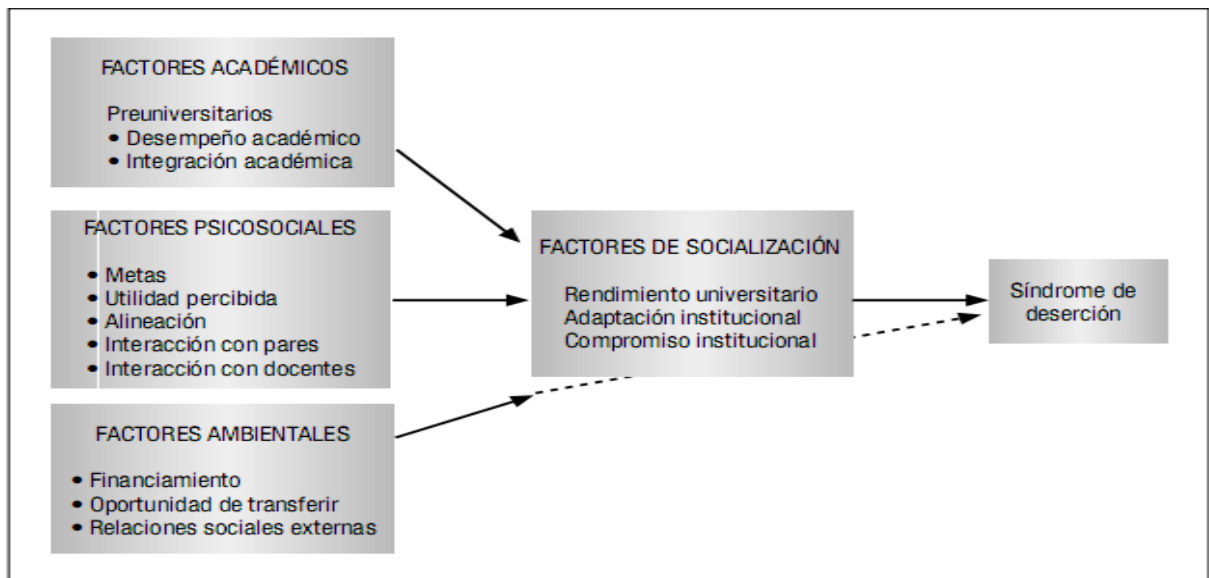 FACTORES ACADÉMICOS
Preuniversitarios
• Desempeño académico
• Integración académica
FACTORES PSICOSOCIALES
• Metas
• Utilidad percibida
• Alineación
• Interacción con pares
• Interacción con docentes
FACTORES AMBIENTALES
• Financiamiento
• Oportunidad de transferir
• Relaciones sociales externas
FACTORES DE SOCIALIZACIÓN
Rendimiento universitario
Adaptación institucional
Compromiso institucional
Síndrome de
deserción